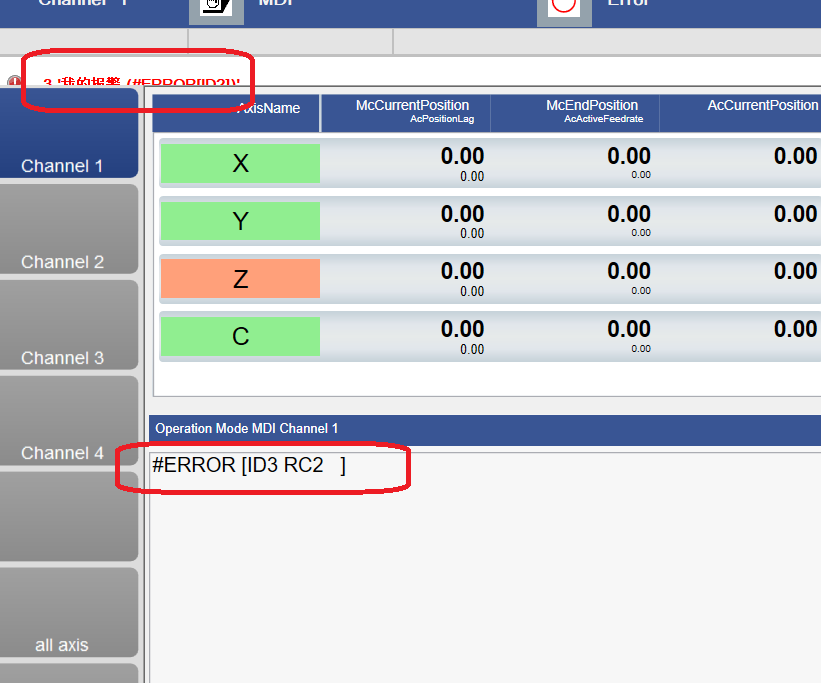 Channel 1
MDI
Error
3 '我的报警 (#ERROR[ID2])'
AxisName
McCurrentPosition
McEndPosition
AcCurrentPosition
AcPositionLag
AcActiveFeedrate
Channel 1
X
0.00
0.00
0.00
0.00
0.00
Y
0.00
0.00
0.00
0.00
0.00
Channel 2
Z
0.00
0.00
0.00
0.00
0.00
Channel 3
C
0.00
0.00
0.00
0.00
0.00
Operation Mode MDI Channel 1
Channel 4
#ERROR [ID3 RC2 ]
all axis